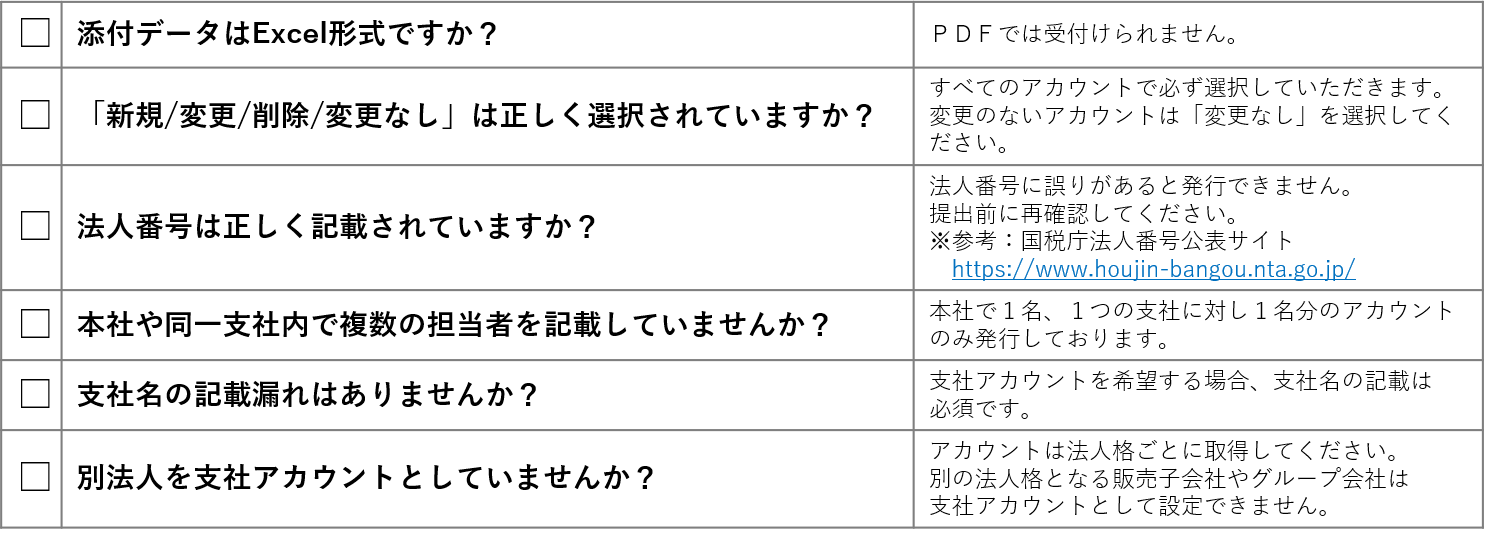 □ 添付データはExcel形式ですか？
ＰＤＦでは受付けられません。
□ 「新規/変更/削除/変更なし」は正しく選択されていますか？
すべてのアカウントで必ず選択していただきます。
変更のないアカウントは「変更なし」を選択してく
ださい。
□ 法人番号は正しく記載されていますか？
法人番号に誤りがあると発行できません。
提出前に再確認してください。
※参考：国税庁法人番号公表サイト
https://www.houjin-bangou.nta.go.jp/
□ 本社や同一支社内で複数の担当者を記載していませんか？
本社で１名、１つの支社に対し１名分のアカウント
のみ発行しております。
□ 支社名の記載漏れはありませんか？
支社アカウントを希望する場合、支社名の記載は
必須です。
□ 別法人を支社アカウントとしていませんか？
アカウントは法人格ごとに取得してください。
別の法人格となる販売子会社やグループ会社は
支社アカウントとして設定できません。